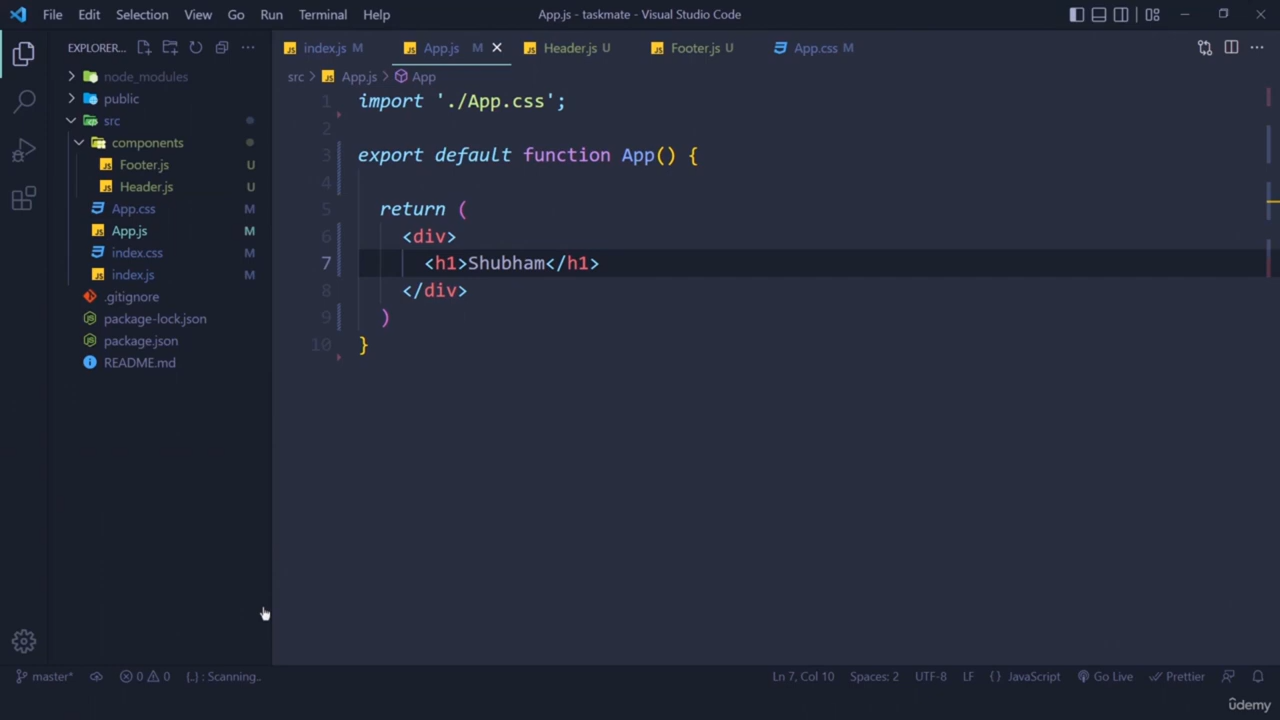 File Edit Selection View Go Run Terminal Help App.js - taskmate - Visual Studio Code
EXPLORER...
index.js M App.js M Header.js U Footer.js U App.css M
src > App.js > App
node_modules
public
src
components
Footer.js U
Header.js U
App.css M
App.js M
index.css M
index.js M
.gitignore
package-lock.json
package.json
README.md
1 import './App.css';
2
3 export default function App() {
4
5 return (
6 <div>
7 <h1>Shubham</h1>
8 </div>
9 )
10 }
master* 0 0 {..} : Scanning.. Ln 7, Col 10 Spaces: 2 UTF-8 LF {} JavaScript Go Live Prettier
ûdemy